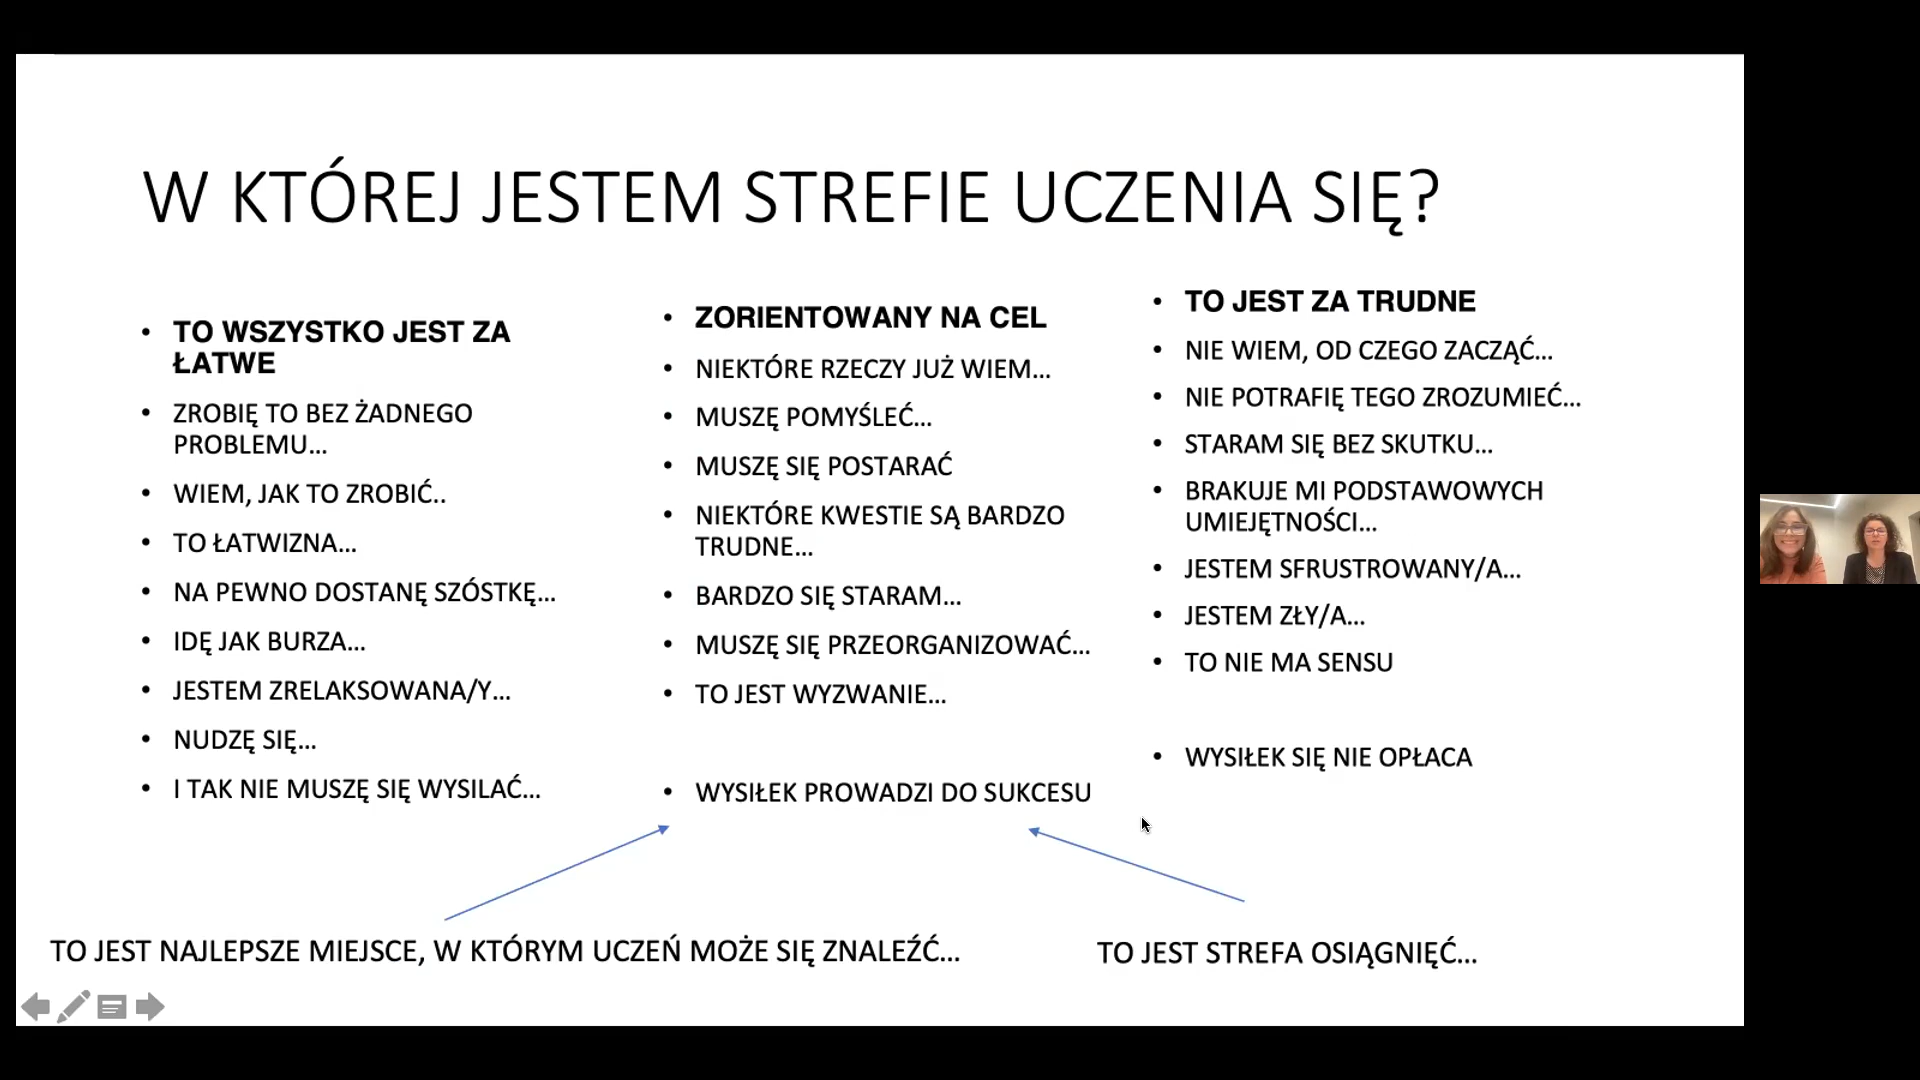 W KTÓREJ JESTEM STREFIE UCZENIA SIĘ?
• TO WSZYSTKO JEST ZA
ŁATWE
• ZROBIĘ TO BEZ ŻADNEGO
PROBLEMU...
• WIEM, JAK TO ZROBIĆ..
• TO ŁATWIZNA...
• NA PEWNO DOSTANĘ SZÓSTKĘ...
• IDĘ JAK BURZA...
• JESTEM ZRELAKSOWANA/Y...
• NUDZĘ SIĘ...
• I TAK NIE MUSZĘ SIĘ WYSILAĆ...
• ZORIENTOWANY NA CEL
• NIEKTÓRE RZECZY JUŻ WIEM...
• MUSZĘ POMYŚLEĆ...
• MUSZĘ SIĘ POSTARAĆ
• NIEKTÓRE KWESTIE SĄ BARDZO
TRUDNE...
• BARDZO SIĘ STARAM...
• MUSZĘ SIĘ PRZEORGANIZOWAĆ...
• TO JEST WYZWANIE...
• WYSIŁEK PROWADZI DO SUKCESU
• TO JEST ZA TRUDNE
• NIE WIEM, OD CZEGO ZACZĄĆ...
• NIE POTRAFIĘ TEGO ZROZUMIEĆ...
• STARAM SIĘ BEZ SKUTKU...
• BRAKUJE MI PODSTAWOWYCH
UMIEJĘTNOŚCI...
• JESTEM SFRUSTROWANY/A...
• JESTEM ZŁY/A...
• TO NIE MA SENSU
• WYSIŁEK SIĘ NIE OPŁACA
TO JEST NAJLEPSZE MIEJSCE, W KTÓRYM UCZEŃ MOŻE SIĘ ZNALEŹĆ...
TO JEST STREFA OSIĄGNIĘĆ...